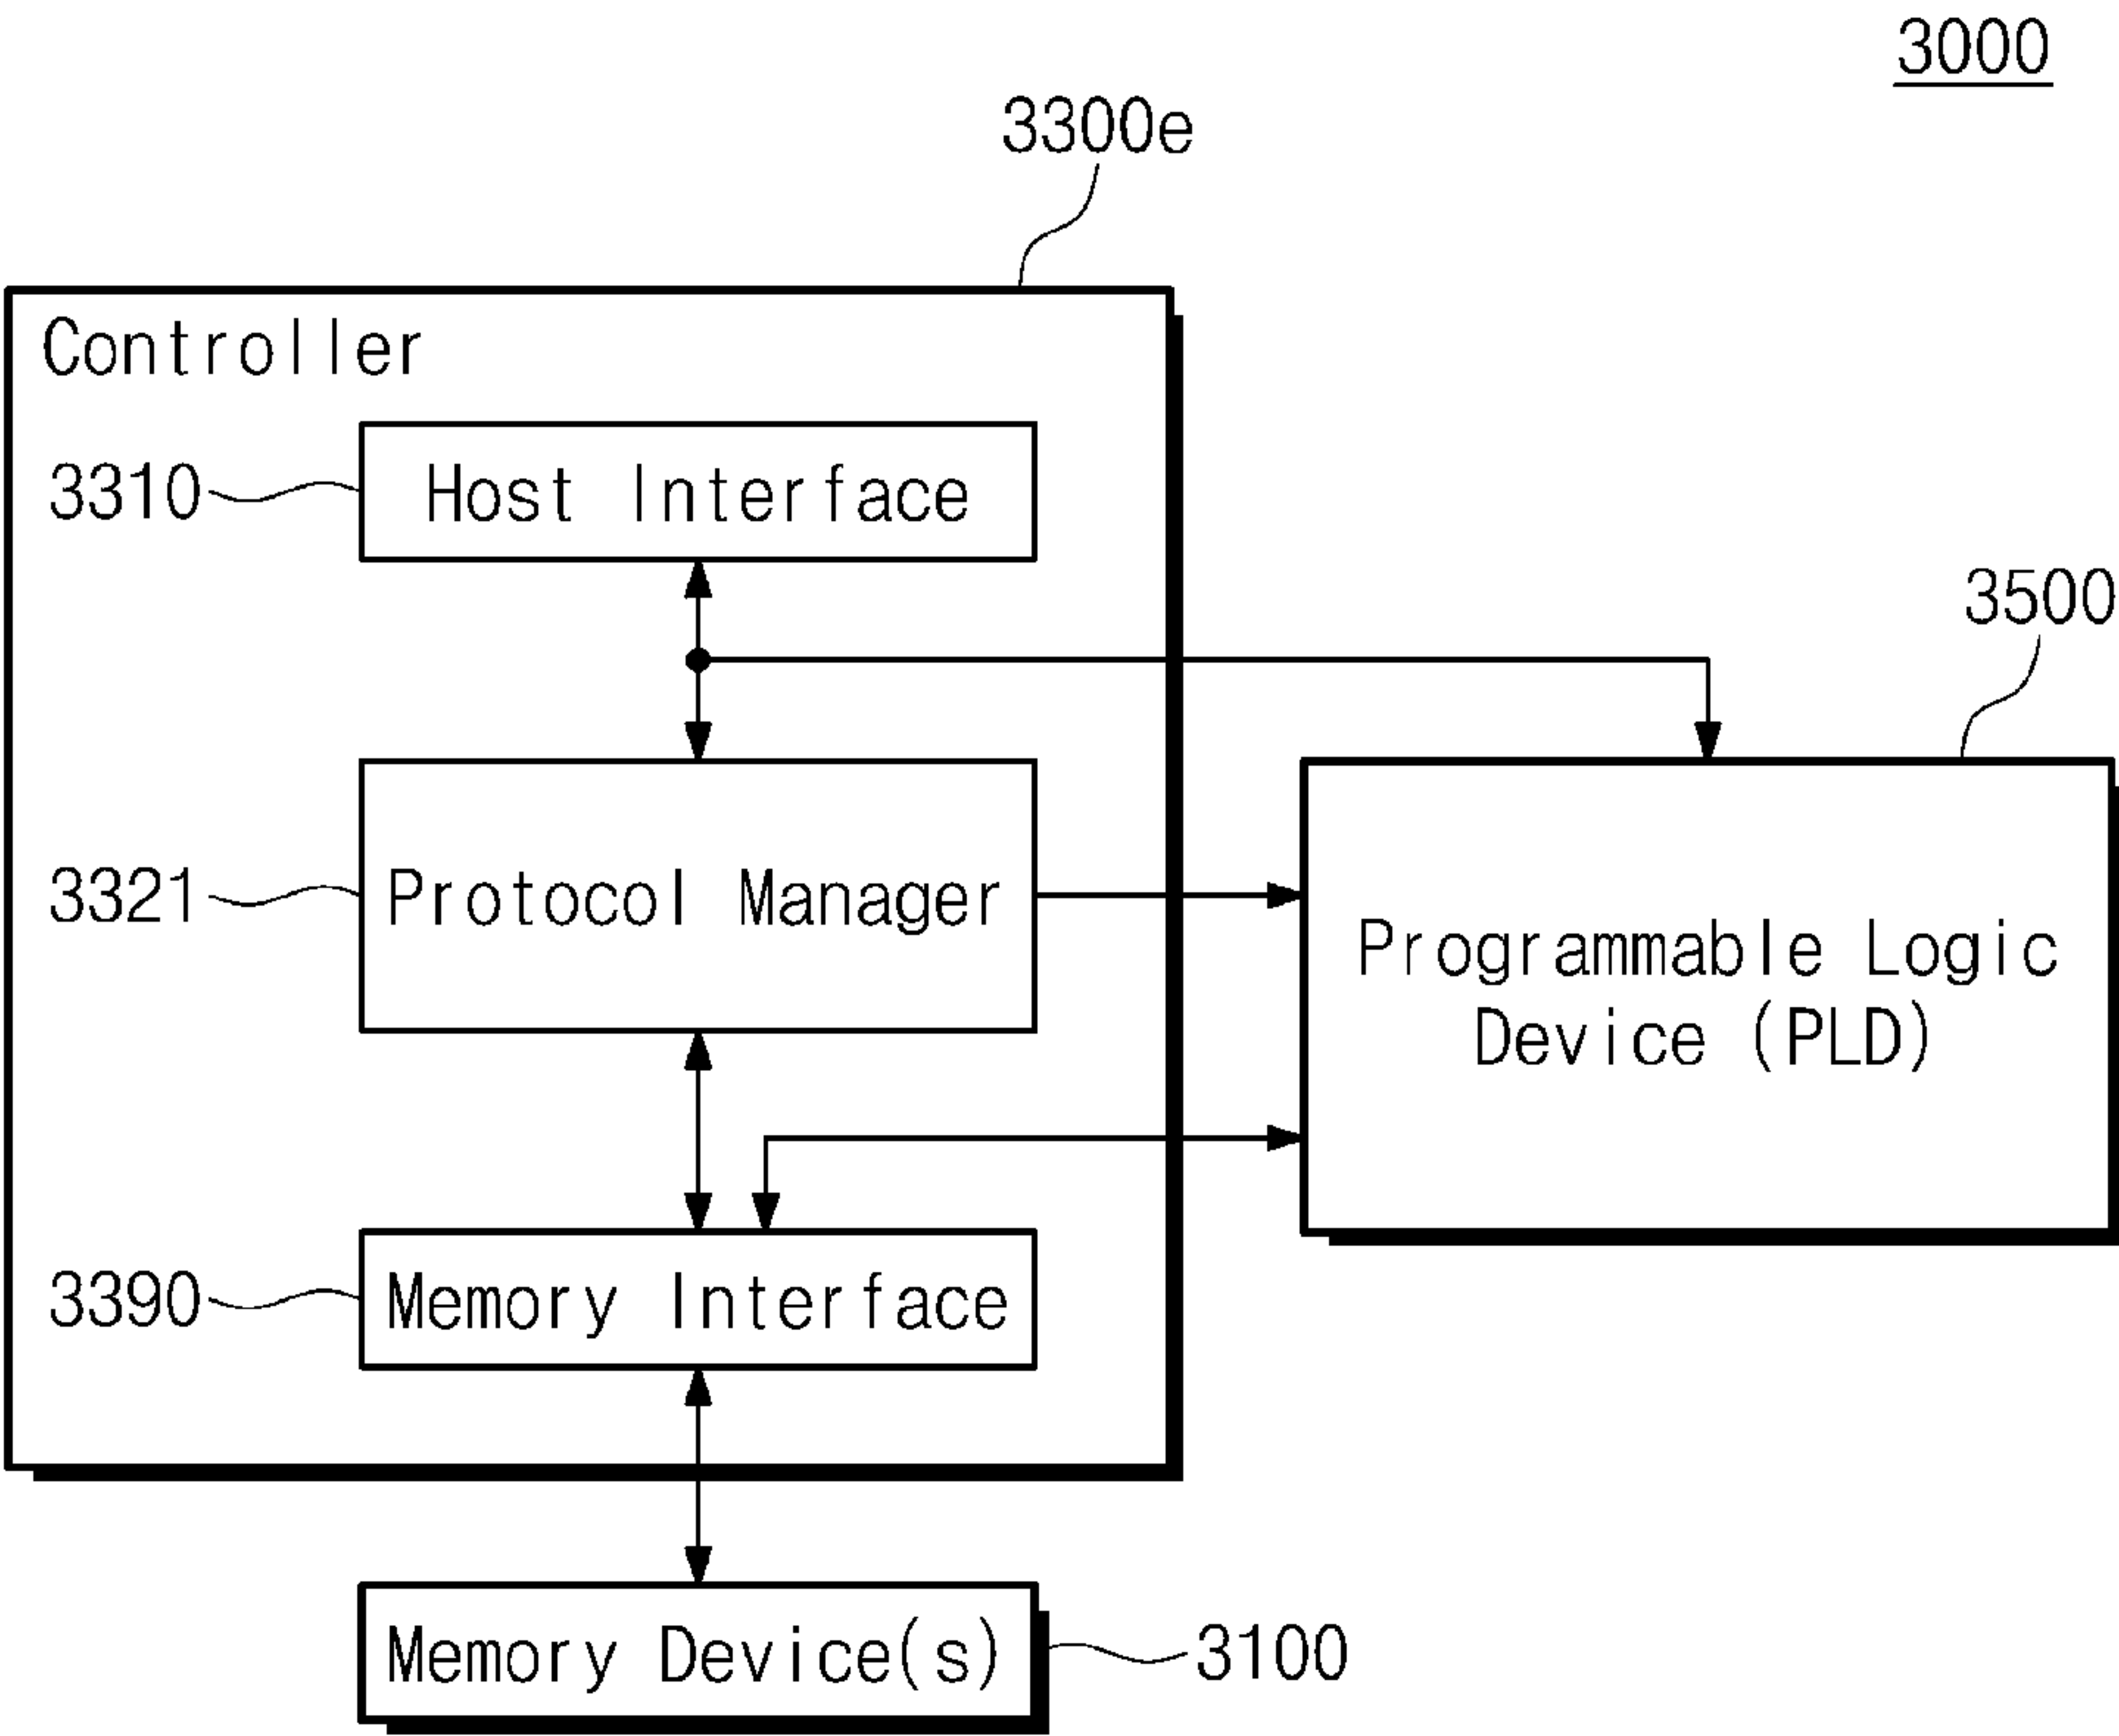 3000
3300e
Controller
3310
Host Interface
3500
3321
Protocol Manager
Programmable Logic
Device (PLD)
3390
Memory Interface
Memory Device(s)
3100